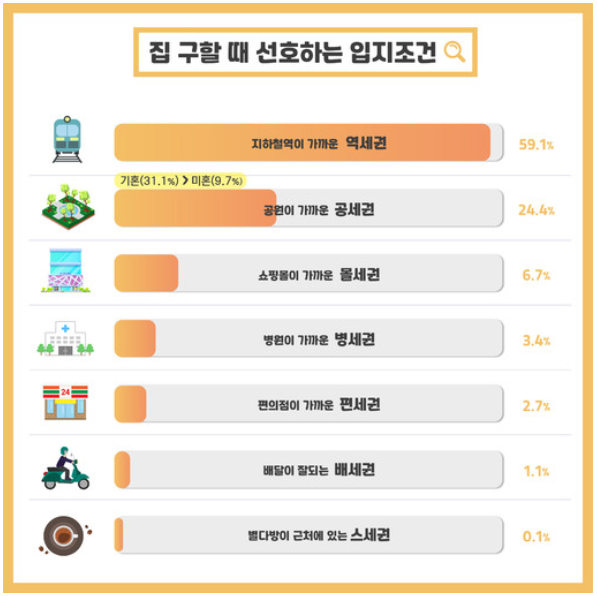 집 구할 때 선호하는 입지조건
지하철역이 가까운 역세권 59.1%
기혼(31.1%) > 미혼(9.7%)
공원이 가까운 공세권 24.4%
쇼핑몰이 가까운 몰세권 6.7%
병원이 가까운 병세권 3.4%
24
편의점이 가까운 편세권 2.7%
배달이 잘되는 배세권 1.1%
별다방이 근처에 있는 스세권 0.1%